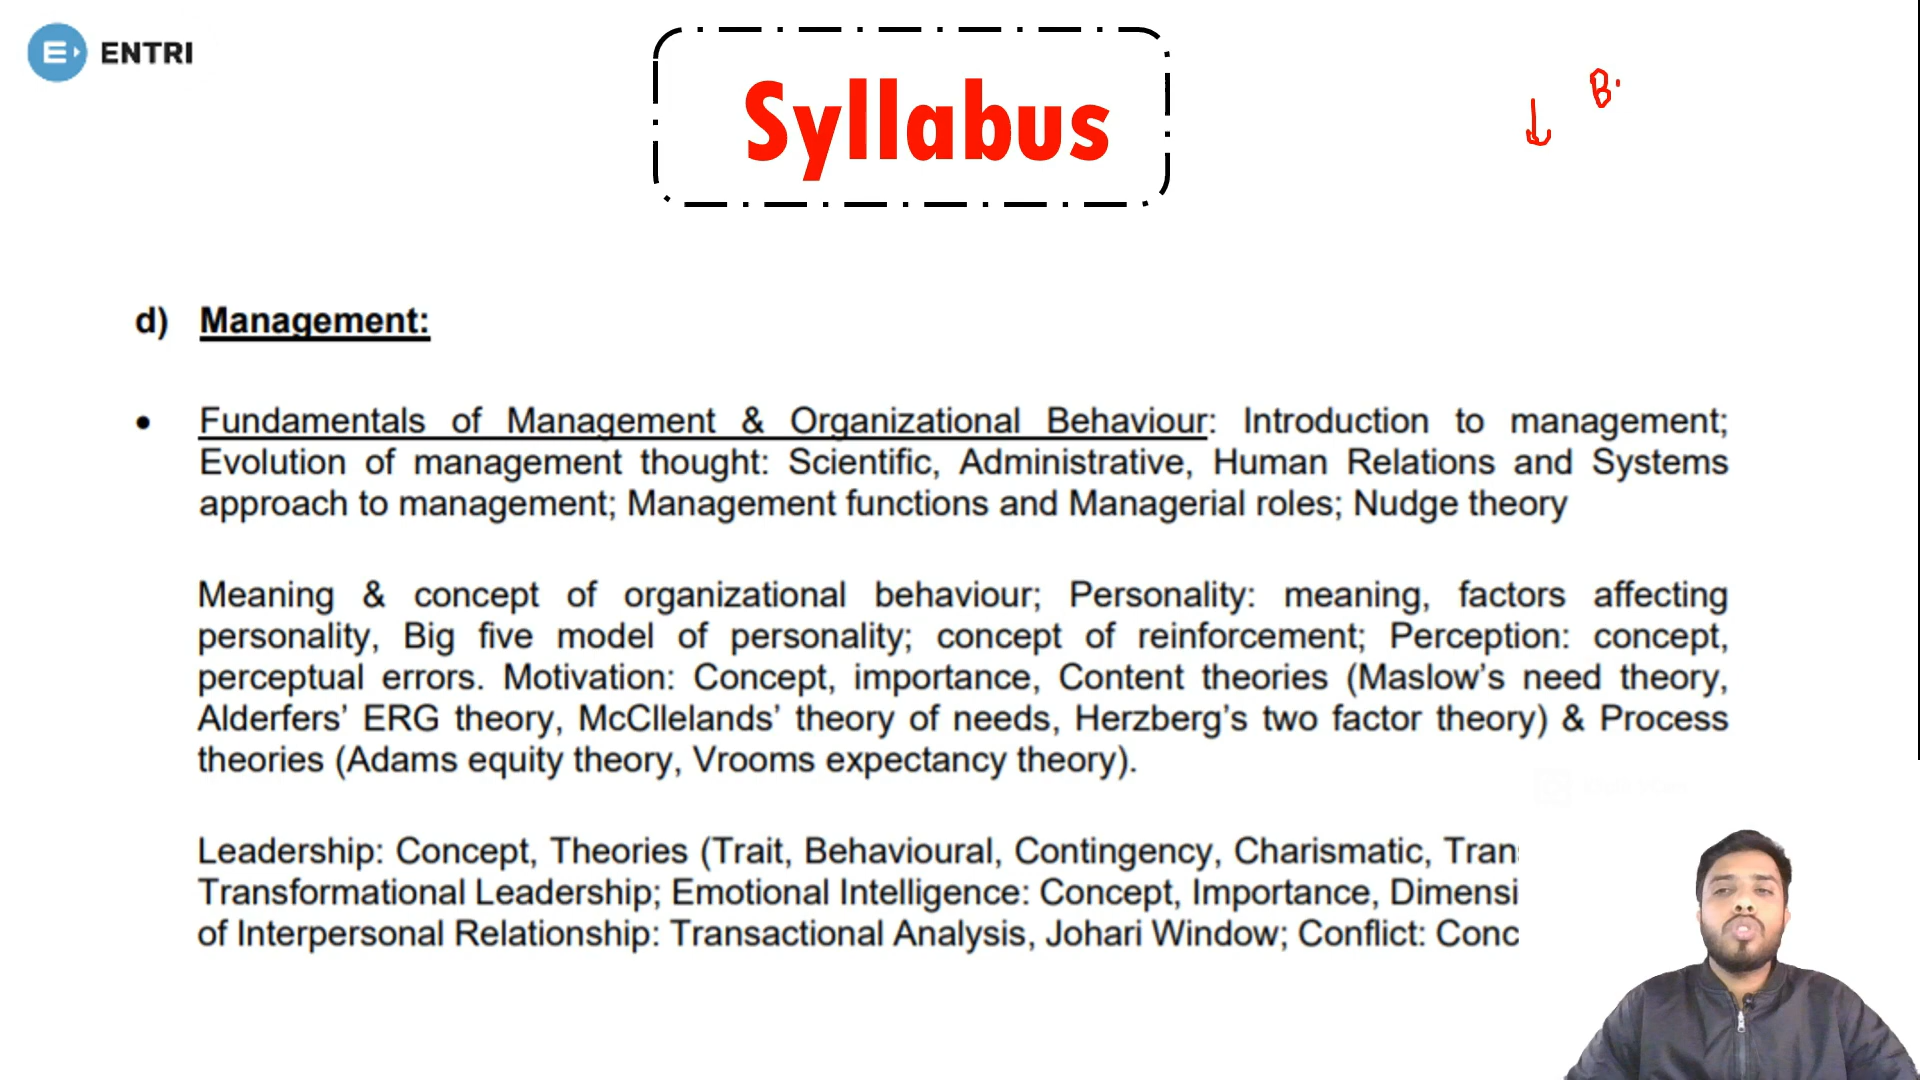 ENTRI
Syllabus
B.
d) Management:
• Fundamentals of Management & Organizational Behaviour: Introduction to management;
Evolution of management thought: Scientific, Administrative, Human Relations and Systems
approach to management; Management functions and Managerial roles; Nudge theory
Meaning & concept of organizational behaviour; Personality: meaning, factors affecting
personality, Big five model of personality; concept of reinforcement; Perception: concept,
perceptual errors. Motivation: Concept, importance, Content theories (Maslow’s need theory,
Alderfers’ ERG theory, McCllelands’ theory of needs, Herzberg’s two factor theory) & Process
theories (Adams equity theory, Vrooms expectancy theory).
Leadership: Concept, Theories (Trait, Behavioural, Contingency, Charismatic, Tran
Transformational Leadership; Emotional Intelligence: Concept, Importance, Dimensi
of Interpersonal Relationship: Transactional Analysis, Johari Window; Conflict: Conc